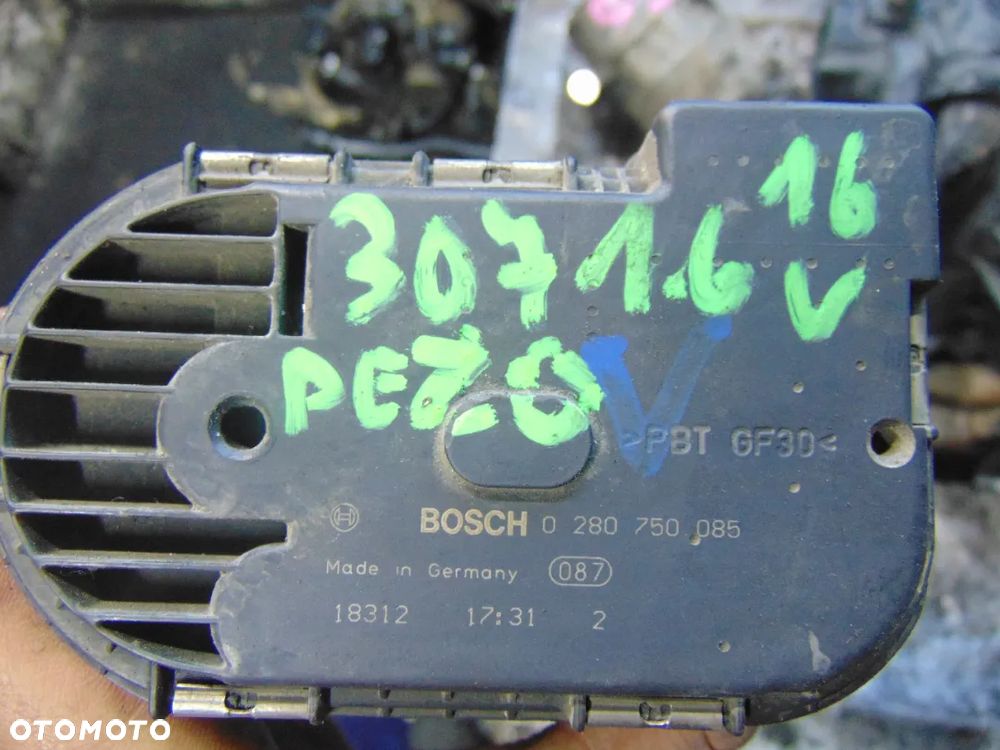 307 1.6 16
V
PEZO V
>PBT GF30<
BOSCH 0 280 750 085
Made in Germany 087
18312 17:31 2
OTOMOTO